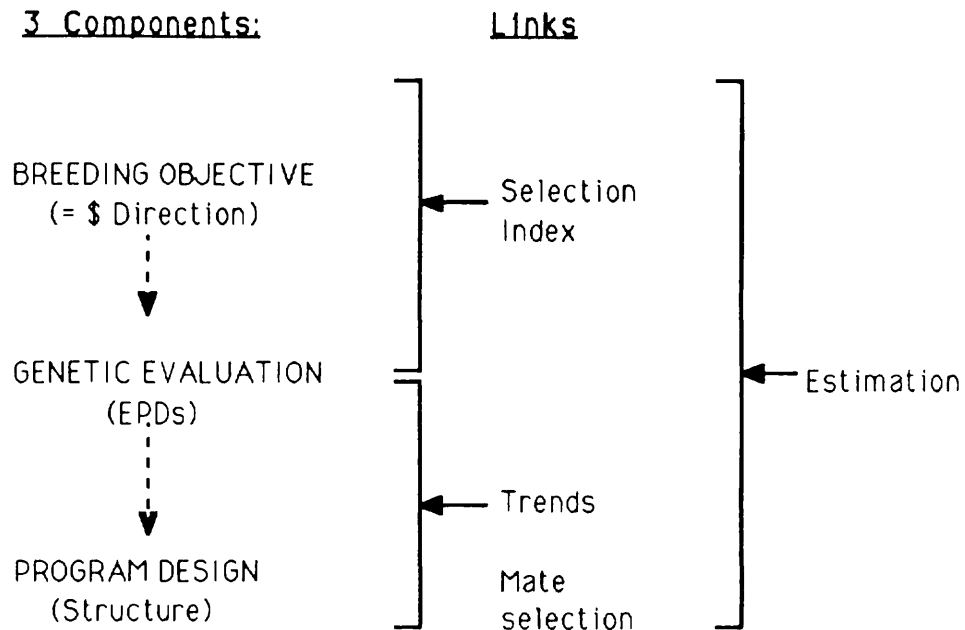 3 Components:
Links
BREEDING OBJECTIVE
(= $ Direction)
Selection
Index
GENETIC EVALUATION
(EPDs)
Estimation
Trends
PROGRAM DESIGN
(Structure)
Mate
selection